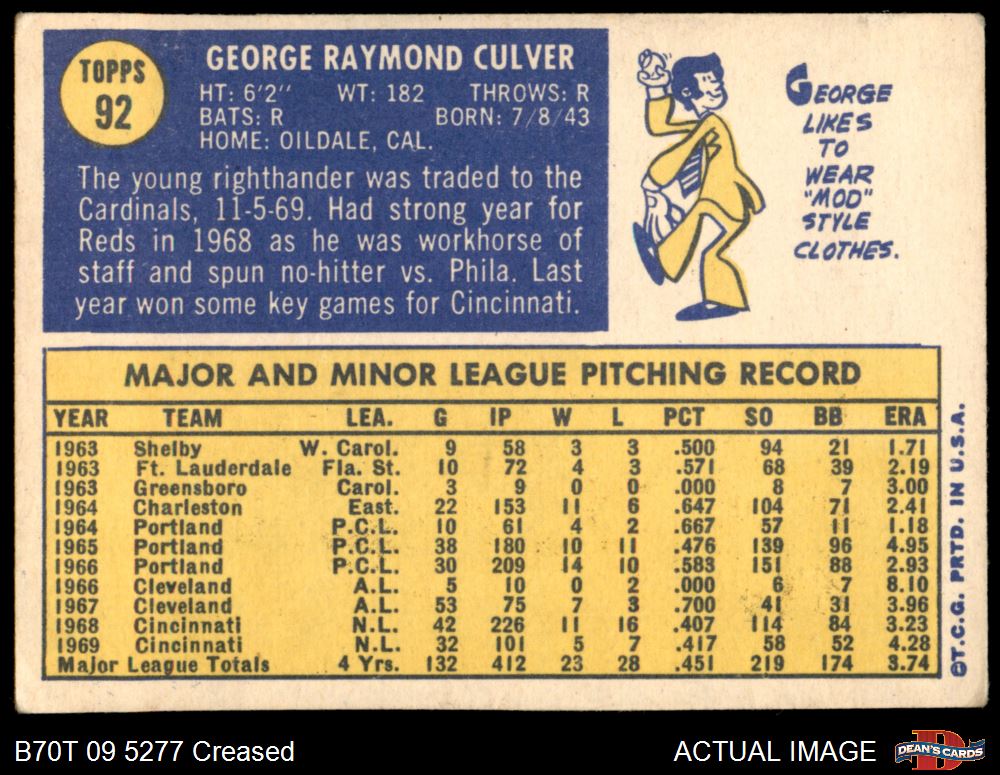 TOPPS
92
GEORGE RAYMOND CULVER
HT: 6'2" WT: 182 THROWS: R
BATS: R BORN: 7/8/43
HOME: OILDALE, CAL.
The young righthander was traded to the
Cardinals, 11-5-69. Had strong year for
Reds in 1968 as he was workhorse of
staff and spun no-hitter vs. Phila. Last
year won some key games for Cincinnati.
GEORGE
LIKES
TO
WEAR
"MOD"
STYLE
CLOTHES.
MAJOR AND MINOR LEAGUE PITCHING RECORD
YEAR TEAM LEA. G IP W L PCT SO BB ERA
1963 Shelby W. Carol. 9 58 3 3 .500 94 21 1.71
1963 Ft. Lauderdale Fla. St. 10 72 4 3 .571 68 39 2.19
1963 Greensboro Carol. 3 9 0 0 .000 8 7 3.00
1964 Charleston East. 22 153 11 6 .647 104 71 2.41
1964 Portland P.C.L. 10 61 4 2 .667 57 11 1.18
1965 Portland P.C.L. 38 180 10 11 .476 139 96 4.95
1966 Portland P.C.L. 30 209 14 10 .583 151 88 2.93
1966 Cleveland A.L. 5 10 0 2 .000 6 7 8.10
1967 Cleveland A.L. 53 75 7 3 .700 41 31 3.96
1968 Cincinnati N.L. 42 226 11 16 .407 114 84 3.23
1969 Cincinnati N.L. 32 101 5 7 .417 58 52 4.28
Major League Totals 4 Yrs. 132 412 23 28 .451 219 174 3.74
©T.C.G. PRTD. IN U.S.A.
B70T 09 5277 Creased
ACTUAL IMAGE
DEAN'S CARDS